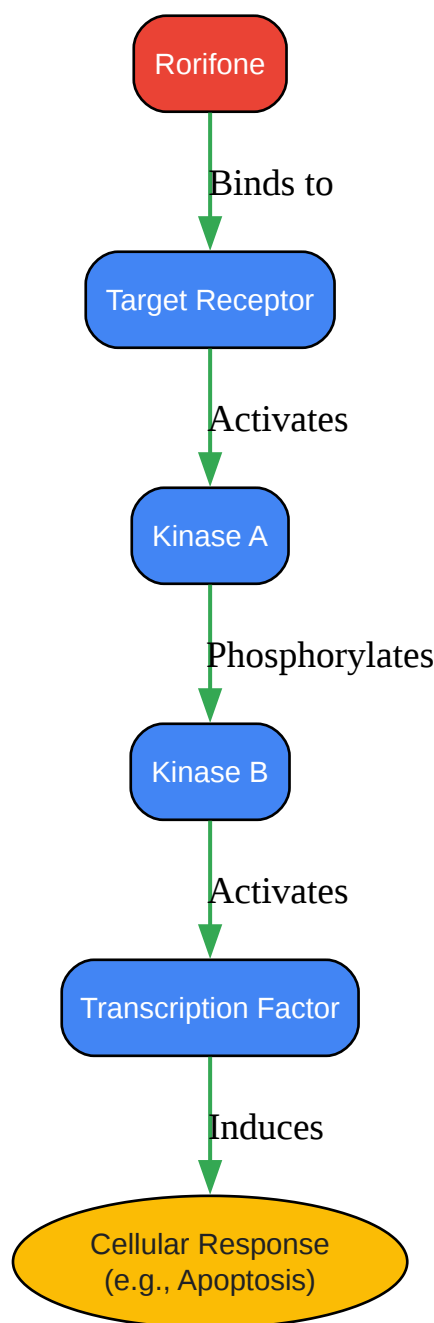 Rorifone
Binds to
Target Receptor
Activates
Kinase A
Phosphorylates
Kinase B
Activates
Transcription Factor
Induces
Cellular Response
(e.g., Apoptosis)